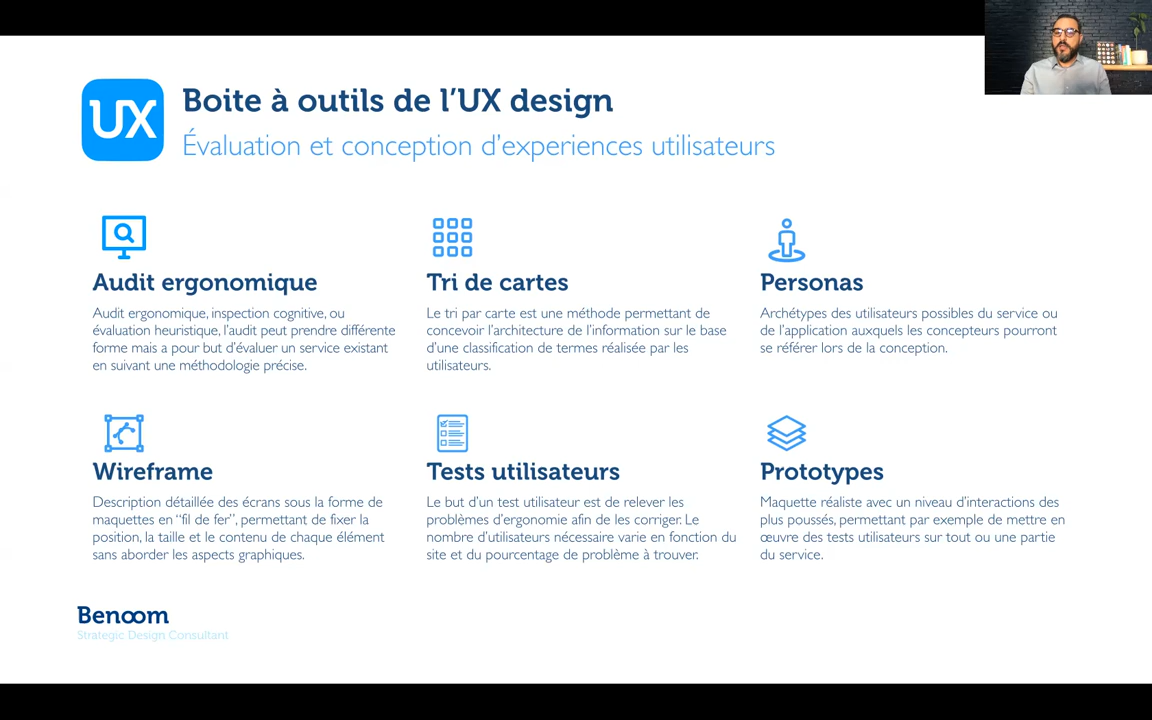 UX
Boite à outils de l'UX design
Évaluation et conception d'experiences utilisateurs
Audit ergonomique
Audit ergonomique, inspection cognitive, ou
évaluation heuristique, l'audit peut prendre différente
forme mais a pour but d'évaluer un service existant
en suivant une méthodologie précise.
Tri de cartes
Le tri par carte est une méthode permettant de
concevoir l'architecture de l'information sur le base
d'une classification de termes réalisée par les
utilisateurs.
Personas
Archétypes des utilisateurs possibles du service ou
de l'application auxquels les concepteurs pourront
se référer lors de la conception.
Wireframe
Description détaillée des écrans sous la forme de
maquettes en “fil de fer”, permettant de fixer la
position, la taille et le contenu de chaque élément
sans aborder les aspects graphiques.
Tests utilisateurs
Le but d'un test utilisateur est de relever les
problèmes d'ergonomie afin de les corriger. Le
nombre d'utilisateurs nécessaire varie en fonction du
site et du pourcentage de problème à trouver.
Prototypes
Maquette réaliste avec un niveau d'interactions des
plus poussés, permettant par exemple de mettre en
œuvre des tests utilisateurs sur tout ou une partie
du service.
Benoom
Strategic Design Consultant